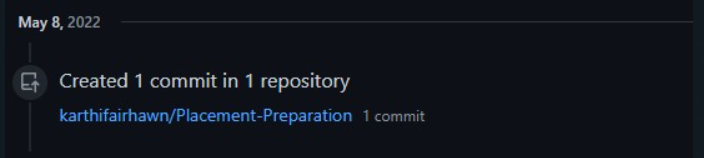 May 8, 2022
Created 1 commit in 1 repository
karthifairhawn/Placement-Preparation 1 commit